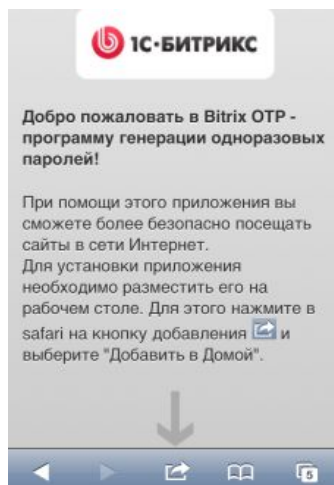 1С·БИТРИКС
Добро пожаловать в Bitrix OTP -
программу генерации одноразовых
паролей!
При помощи этого приложения вы
сможете более безопасно посещать
сайты в сети Интернет.
Для установки приложения
необходимо разместить его на
рабочем столе. Для этого нажмите в
safari на кнопку добавления и
выберите "Добавить в Домой".
5